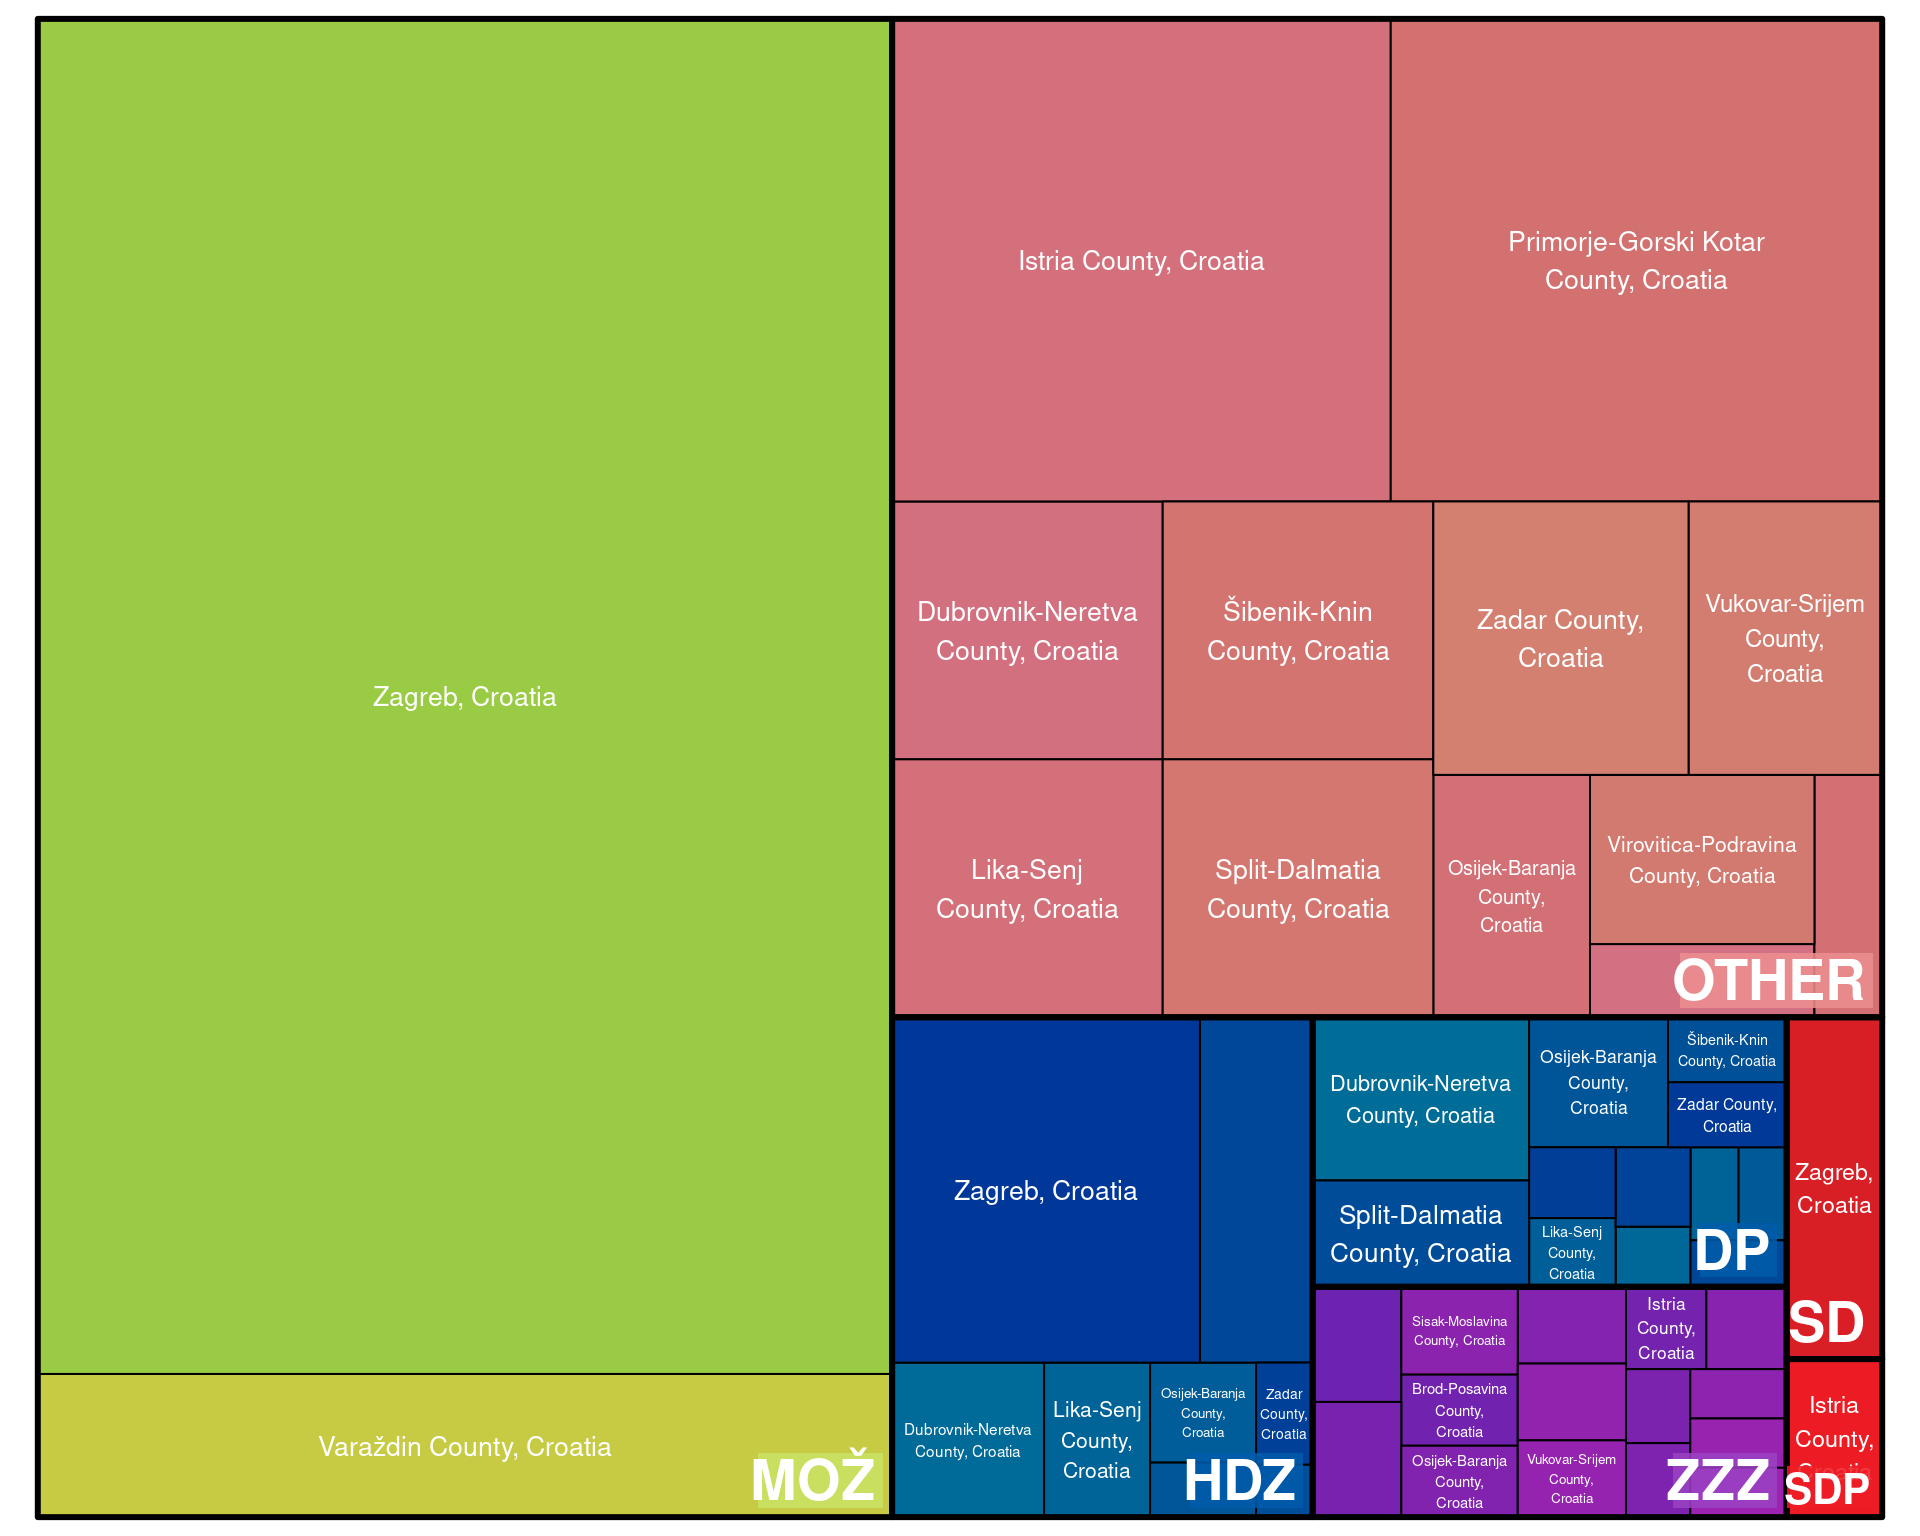 Zagreb, Croatia
Varaždin County, Croatia
MOŽ
Istria County, Croatia
Primorje-Gorski Kotar
County, Croatia
Dubrovnik-Neretva
County, Croatia
Šibenik-Knin
County, Croatia
Zadar County,
Croatia
Vukovar-Srijem
County,
Croatia
Lika-Senj
County, Croatia
Split-Dalmatia
County, Croatia
Osijek-Baranja
County,
Croatia
Virovitica-Podravina
County, Croatia
OTHER
Zagreb, Croatia
Dubrovnik-Neretva
County, Croatia
Lika-Senj
County,
Croatia
Osijek-Baranja
County,
Croatia
Zadar
County,
Croatia
HDZ
Dubrovnik-Neretva
County, Croatia
Split-Dalmatia
County, Croatia
Osijek-Baranja
County,
Croatia
Šibenik-Knin
County, Croatia
Zadar County,
Croatia
Lika-Senj
County,
Croatia
DP
Sisak-Moslavina
County, Croatia
Brod-Posavina
County,
Croatia
Osijek-Baranja
County,
Croatia
Vukovar-Srijem
County,
Croatia
Istria
County,
Croatia
ZZZ
Zagreb,
Croatia
SD
Istria
County,
Croatia
SDP